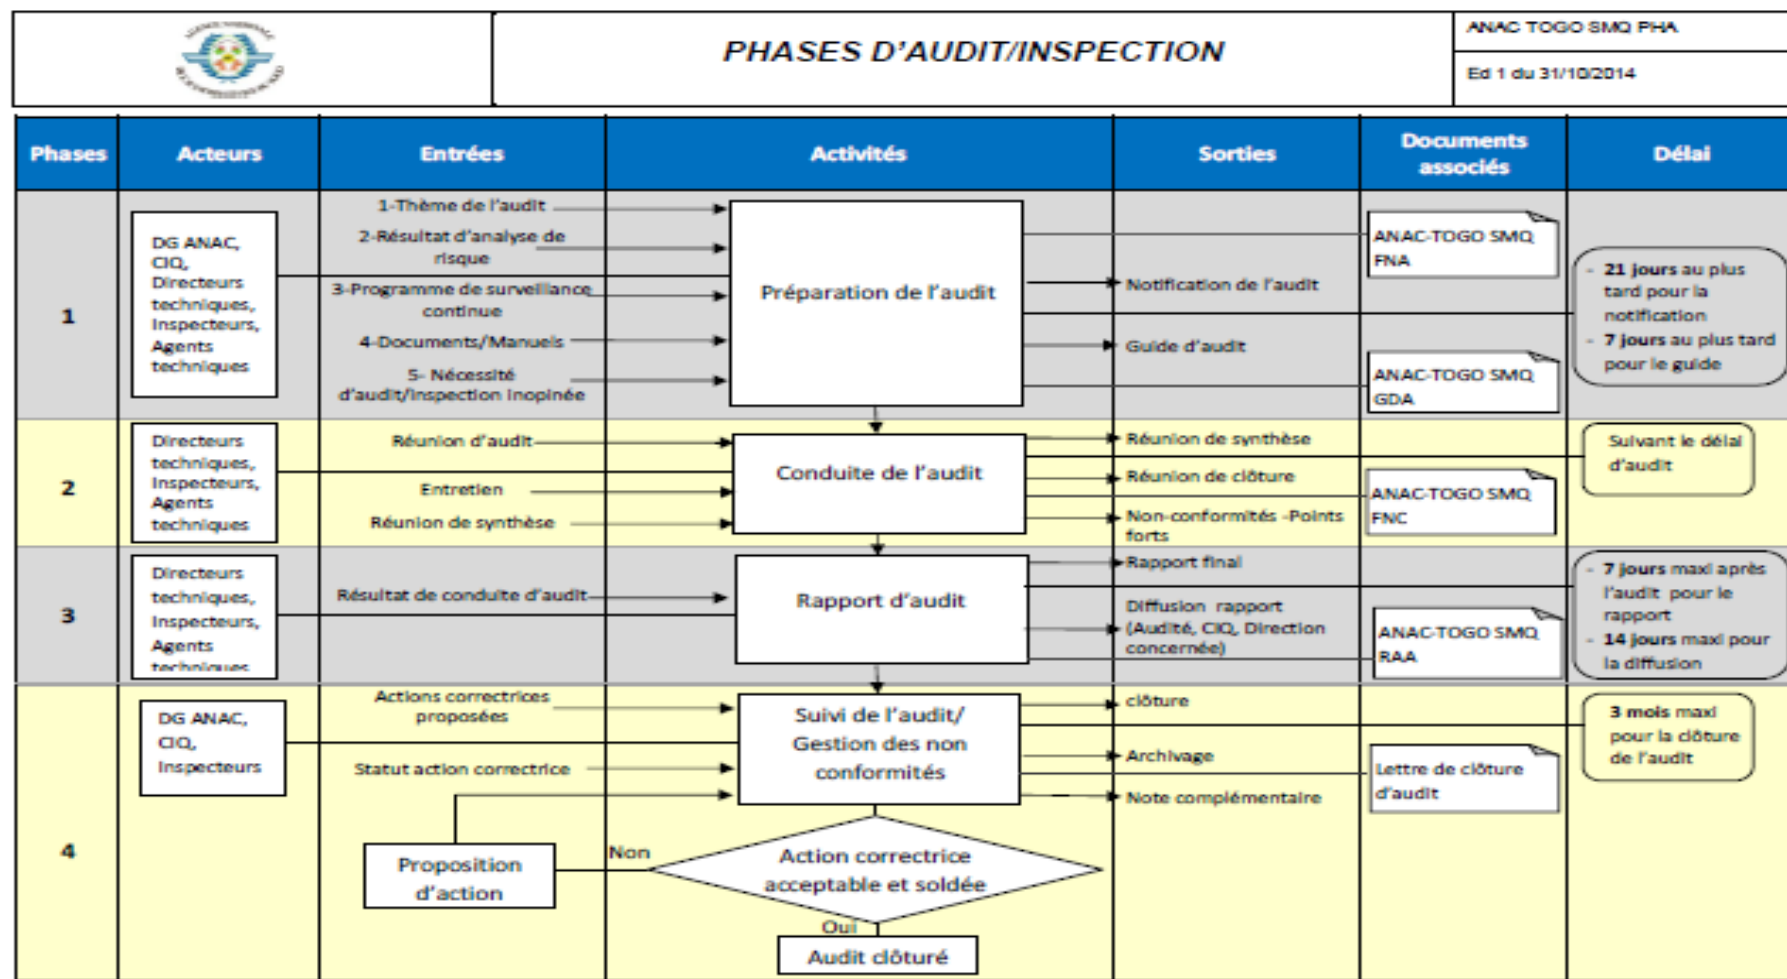 PHASES D'AUDIT/INSPECTION
ANAC TOGO SMQ PHA
Ed 1 du 31/10/2014
Phases
Acteurs
Entrées
Activités
Sorties
Documents
associés
Délai
1
DG ANAC,
CIQ,
Directeurs
techniques,
Inspecteurs,
Agents
techniques
1-Thème de l'audit
2-Résultat d'analyse de
risque
3-Programme de surveillance
continue
4-Documents/Manuels
5- Nécessité
d'audit/inspection inopinée
Préparation de l'audit
Notification de l'audit
Guide d'audit
ANAC-TOGO SMQ
FNA
ANAC-TOGO SMQ
GDA
- 21 jours au plus
tard pour la
notification
- 7 jours au plus tard
pour le guide
2
Directeurs
techniques,
Inspecteurs,
Agents
techniques
Réunion d'audit
Entretien
Réunion de synthèse
Conduite de l'audit
Réunion de synthèse
Réunion de clôture
Non-conformités -Points
forts
ANAC-TOGO SMQ
FNC
Suivant le délai
d'audit
3
Directeurs
techniques,
Inspecteurs,
Agents
techniques
Résultat de conduite d'audit
Rapport d'audit
Rapport final
Diffusion rapport
(Audité, CIQ, Direction
concernée)
ANAC-TOGO SMQ
RAA
- 7 jours maxi après
l'audit pour le
rapport
- 14 jours maxi pour
la diffusion
4
DG ANAC,
CIQ,
Inspecteurs
Actions correctrices
proposées
Statut action correctrice
Suivi de l'audit/
Gestion des non
conformités
clôture
Archivage
Note complémentaire
Lettre de clôture
d'audit
3 mois maxi
pour la clôture
de l'audit
Proposition
d'action
Non
Action correctrice
acceptable et soldée
Oui
Audit clôturé